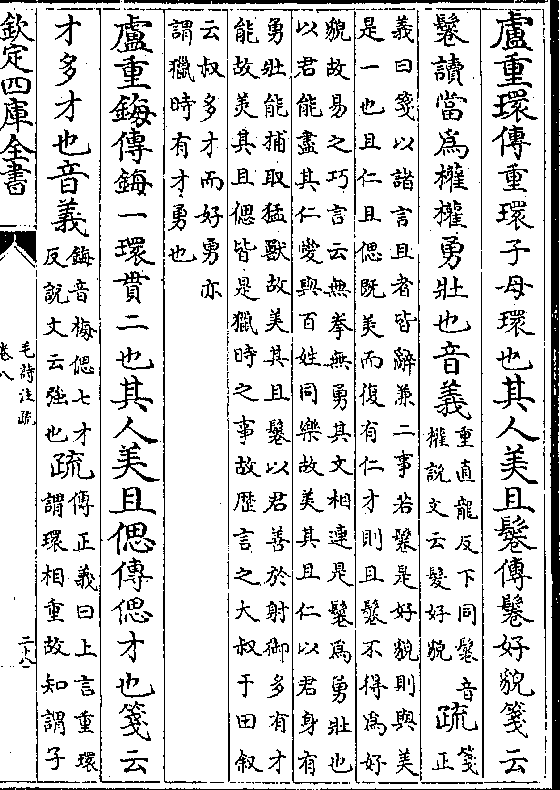 盧重環傳重環子母環也其人美且鬈傳鬈好貌箋云
鬈讀當為權權勇壯也音義
重直龍反下同鬈音
權說文云髮好貌
疏
箋正
義曰箋以諸言且者皆辭兼二事若鬈是好貌則與美
是一也且仁且偲既美而復有仁才則且鬈不得為好
貌故易之巧言云無拳無勇其文相連是鬈為勇壯也
以君能盡其仁愛與百姓同樂故美其且仁以君身有
勇壯能捕取猛獸故美其且鬈以君善於射御多有才
能故美其且偲皆是獵時之事故歷言之大叔于田叙
云叔多才而好勇亦
謂獵時有才勇也
盧重鋂傳鋂一環貫二也其人美且偲傳偲才也箋云
才多才也音義
鋂音梅偲七才
反說文云強也
疏
傳正義曰上言重環
謂環相重故知謂子
欽定四庫全書
毛詩注疏
卷八
二十八